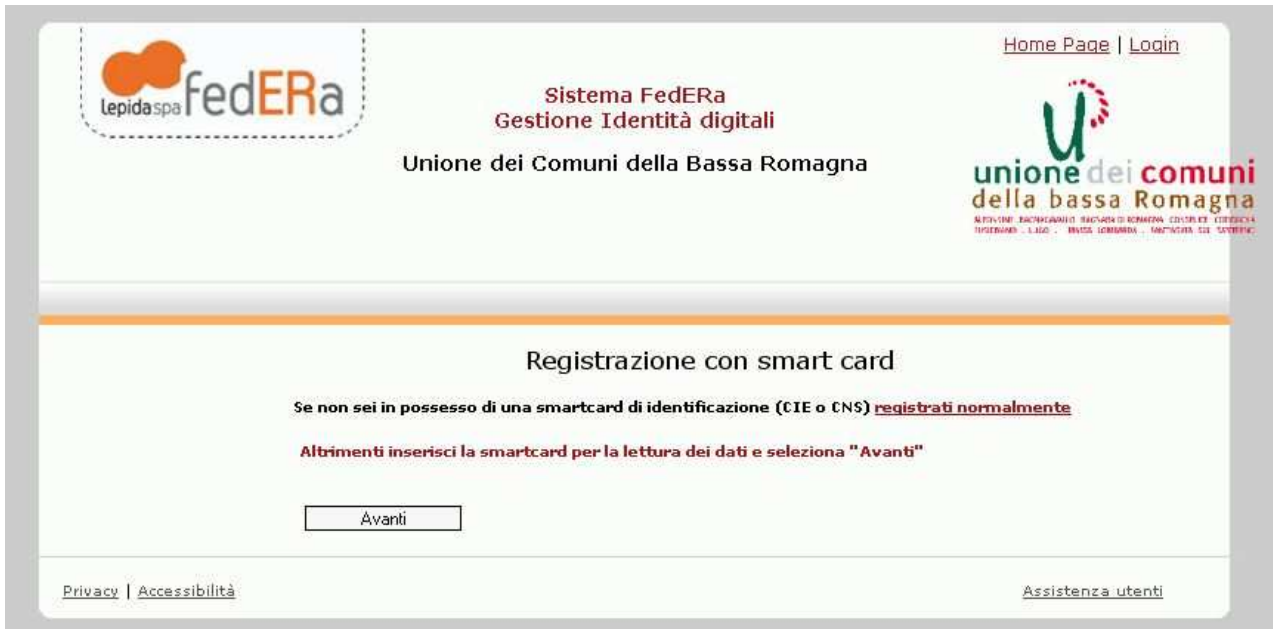 Home Page | Login
lepidaspa fedERa
Sistema FedERa
Gestione Identità digitali
Unione dei Comuni della Bassa Romagna
unione dei comuni
della bassa Romagna
Registrazione con smart card
Se non sei in possesso di una smartcard di identificazione (CIE o CNS) registrati normalmente
Altrimenti inserisci la smartcard per la lettura dei dati e seleziona "Avanti"
Avanti
Privacy | Accessibilità
Assistenza utenti